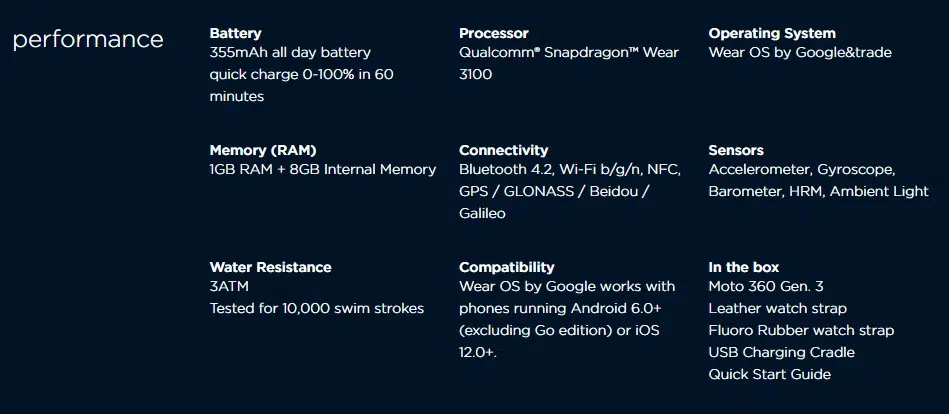 performance
Battery
355mAh all day battery
quick charge 0-100% in 60
minutes
Processor
Qualcomm® Snapdragon™ Wear
3100
Operating System
Wear OS by Google&trade
Memory (RAM)
1GB RAM + 8GB Internal Memory
Connectivity
Bluetooth 4.2, Wi-Fi b/g/n, NFC,
GPS / GLONASS / Beidou /
Galileo
Sensors
Accelerometer, Gyroscope,
Barometer, HRM, Ambient Light
Water Resistance
3ATM
Tested for 10,000 swim strokes
Compatibility
Wear OS by Google works with
phones running Android 6.0+
(excluding Go edition) or iOS
12.0+.
In the box
Moto 360 Gen. 3
Leather watch strap
Fluoro Rubber watch strap
USB Charging Cradle
Quick Start Guide